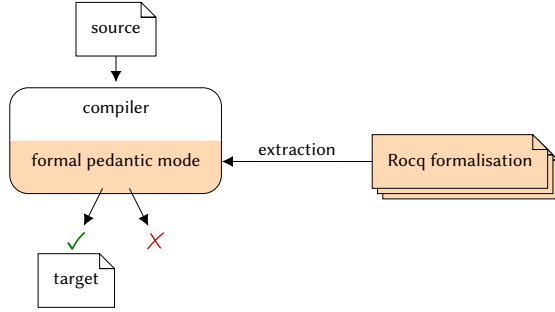 source
compiler
formal pedantic mode
extraction
Rocq formalisation
target